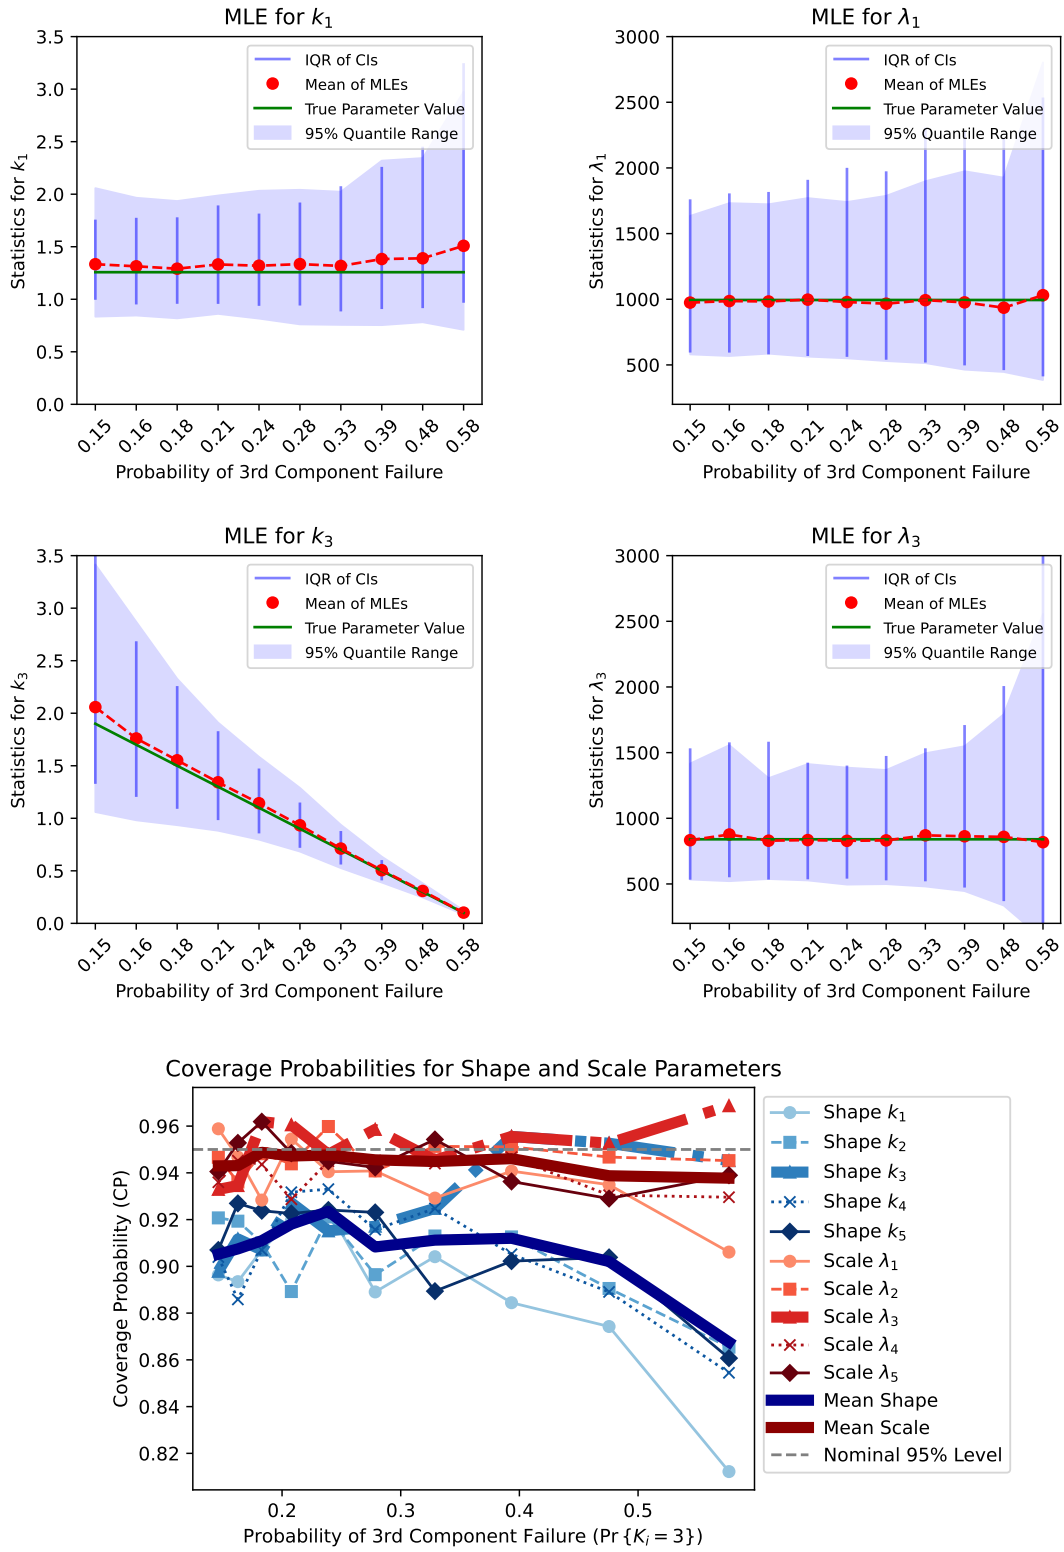 MLE for k1
Statistics for k1
3.5
3.0
2.5
2.0
1.5
1.0
0.5
0.0
IQR of CIs
Mean of MLEs
True Parameter Value
95% Quantile Range
0.15 0.16 0.18 0.21 0.24 0.28 0.33 0.39 0.48 0.58
Probability of 3rd Component Failure
MLE for λ1
Statistics for λ1
3000
2500
2000
1500
1000
500
IQR of CIs
Mean of MLEs
True Parameter Value
95% Quantile Range
0.15 0.16 0.18 0.21 0.24 0.28 0.33 0.39 0.48 0.58
Probability of 3rd Component Failure
MLE for k3
Statistics for k3
3.5
3.0
2.5
2.0
1.5
1.0
0.5
0.0
IQR of CIs
Mean of MLEs
True Parameter Value
95% Quantile Range
0.15 0.16 0.18 0.21 0.24 0.28 0.33 0.39 0.48 0.58
Probability of 3rd Component Failure
MLE for λ3
Statistics for λ3
3000
2500
2000
1500
1000
500
IQR of CIs
Mean of MLEs
True Parameter Value
95% Quantile Range
0.15 0.16 0.18 0.21 0.24 0.28 0.33 0.39 0.48 0.58
Probability of 3rd Component Failure
Coverage Probabilities for Shape and Scale Parameters
Coverage Probability (CP)
0.96
0.94
0.92
0.90
0.88
0.86
0.84
0.82
0.2 0.3 0.4 0.5
Probability of 3rd Component Failure (Pr {Ki = 3})
Shape k1
Shape k2
Shape k3
Shape k4
Shape k5
Scale λ1
Scale λ2
Scale λ3
Scale λ4
Scale λ5
Mean Shape
Mean Scale
Nominal 95% Level